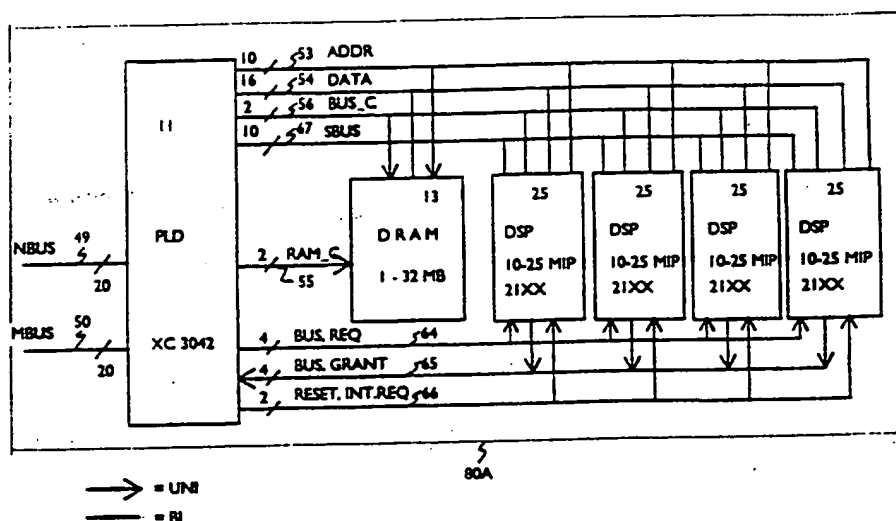 10 53 ADDR
16 54 DATA
2 56 BUS_C
10 67 SBUS
11
PLD
XC 3042
NBUS 49
20
MBUS 50
20
13
DRAM
1 - 32 MB
2 RAM_C
55
25
DSP
10-25 MIP
21XX
25
DSP
10-25 MIP
21XX
25
DSP
10-25 MIP
21XX
25
DSP
10-25 MIP
21XX
4 BUS. REQ 64
4 BUS. GRANT 65
2 RESET. INT.REQ 66
80A
= UNI
= BI